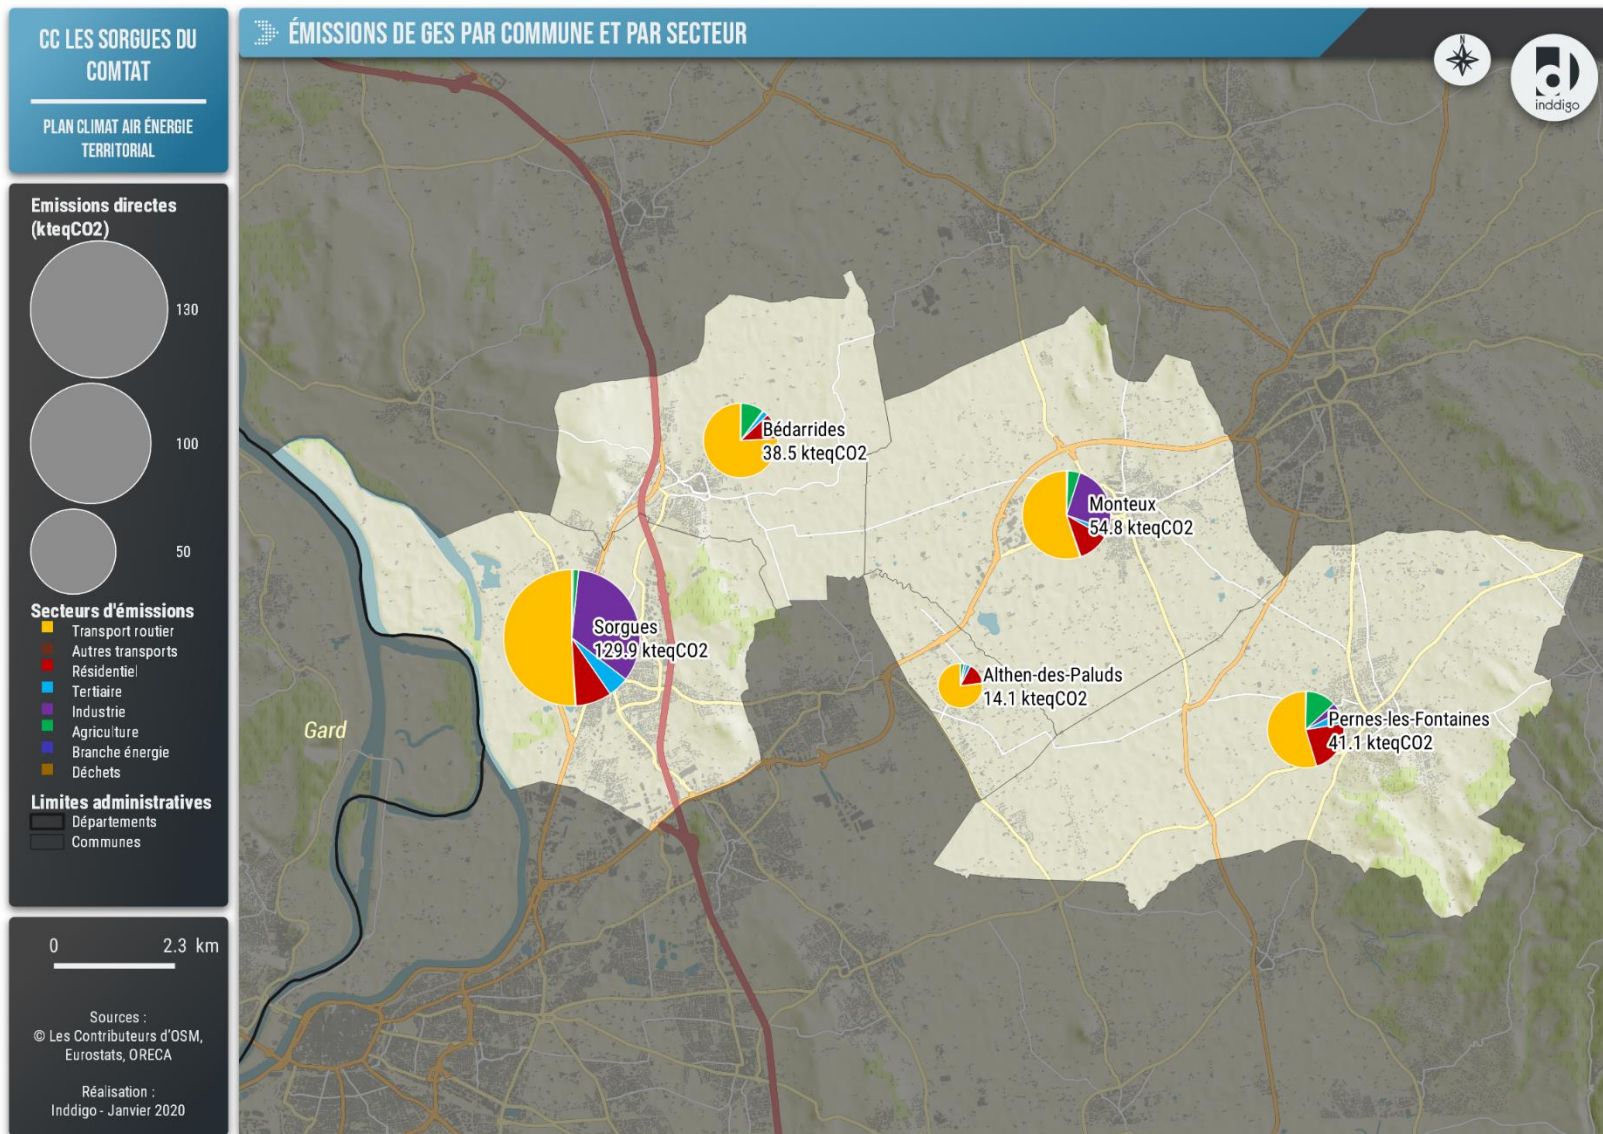 CC LES SORGUES DU
COMTAT
PLAN CLIMAT AIR ÉNERGIE
TERRITORIAL
ÉMISSIONS DE GES PAR COMMUNE ET PAR SECTEUR
N
inddigo
Emissions directes
(kteqCO2)
130
100
50
Secteurs d'émissions
Transport routier
Autres transports
Résidentiel
Tertiaire
Industrie
Agriculture
Branche énergie
Déchets
Limites administratives
Départements
Communes
0 2.3 km
Sources :
© Les Contributeurs d'OSM,
Eurostats, ORECA
Réalisation :
Inddigo - Janvier 2020
Bédarrides
38.5 kteqCO2
Monteux
54.8 kteqCO2
Sorgues
129.9 kteqCO2
Althen-des-Paluds
14.1 kteqCO2
Pernes-les-Fontaines
41.1 kteqCO2
Gard